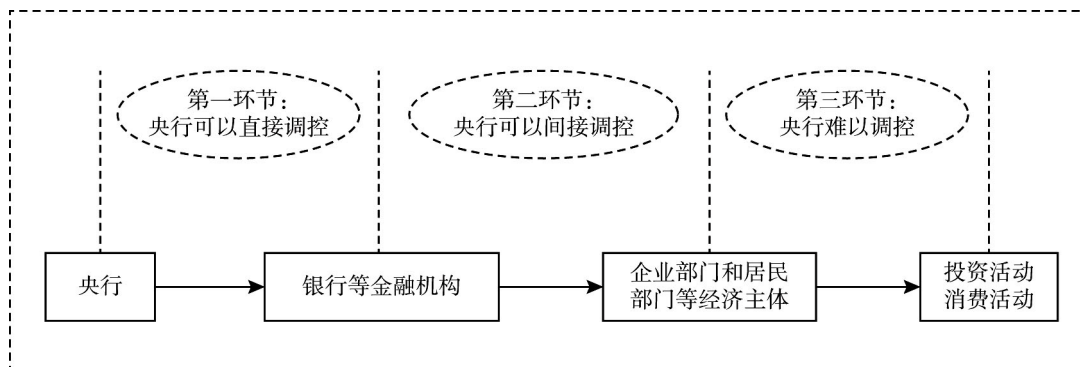 第一环节：
央行可以直接调控
第二环节：
央行可以间接调控
第三环节：
央行难以调控
央行
银行等金融机构
企业部门和居民
部门等经济主体
投资活动
消费活动